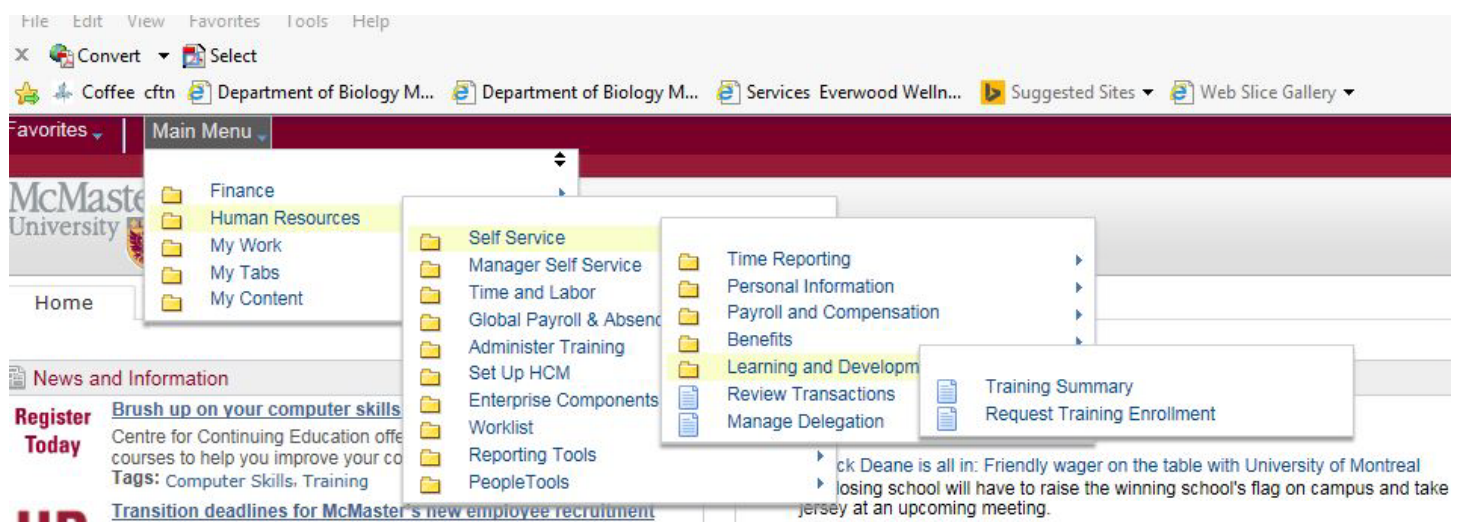 File Edit View Favorites Tools Help
x Convert Select
Coffee cftn Department of Biology M... Department of Biology M... Services Everwood Welln... Suggested Sites Web Slice Gallery
Favorites Main Menu
McMaste
University
Finance
Human Resources
My Work
My Tabs
My Content
Self Service
Manager Self Service
Time and Labor
Global Payroll & Absenc
Administer Training
Set Up HCM
Enterprise Components
Worklist
Reporting Tools
PeopleTools
Time Reporting
Personal Information
Payroll and Compensation
Benefits
Learning and Developm
Review Transactions
Manage Delegation
Training Summary
Request Training Enrollment
Home
News and Information
Register
Today
Brush up on your computer skills
Centre for Continuing Education offe
courses to help you improve your co
Tags: Computer Skills, Training
Transition deadlines for McMaster's new employee recruitment
ck Deane is all in: Friendly wager on the table with University of Montreal
losing school will have to raise the winning school's flag on campus and take
jersey at an upcoming meeting.